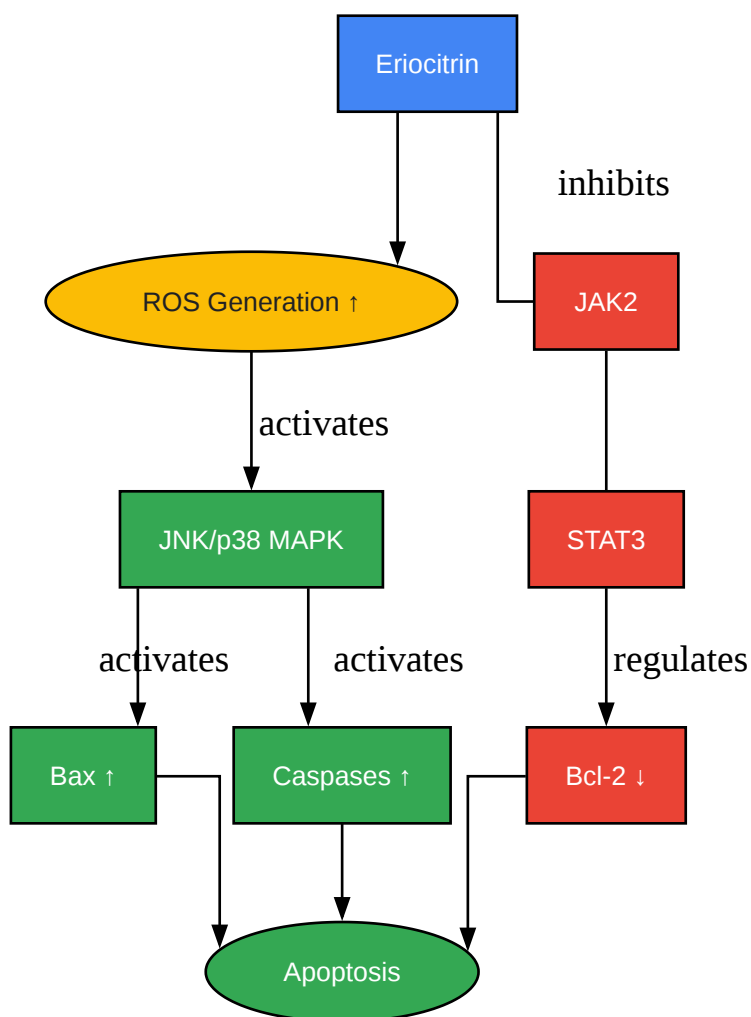 Eriocitrin
inhibits
ROS Generation ↑
JAK2
activates
JNK/p38 MAPK
STAT3
activates
activates
regulates
Bax ↑
Caspases ↑
Bcl-2 ↓
Apoptosis